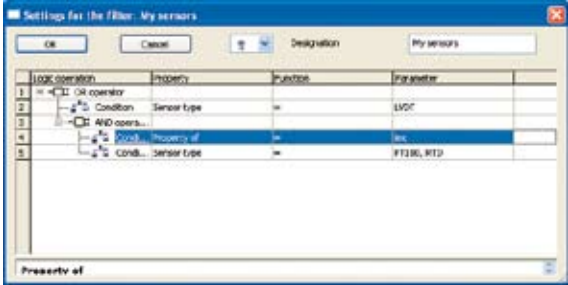 Settings for the filter: My sensors
OK Cancel Designation My sensors
Logic operation Property Function Parameter
1 OR operator
2 Condition Sensor type = LVDT
3 AND opera...
4 Condi... Property of =
5 Condi... Sensor type = PT100, RTD
Property of